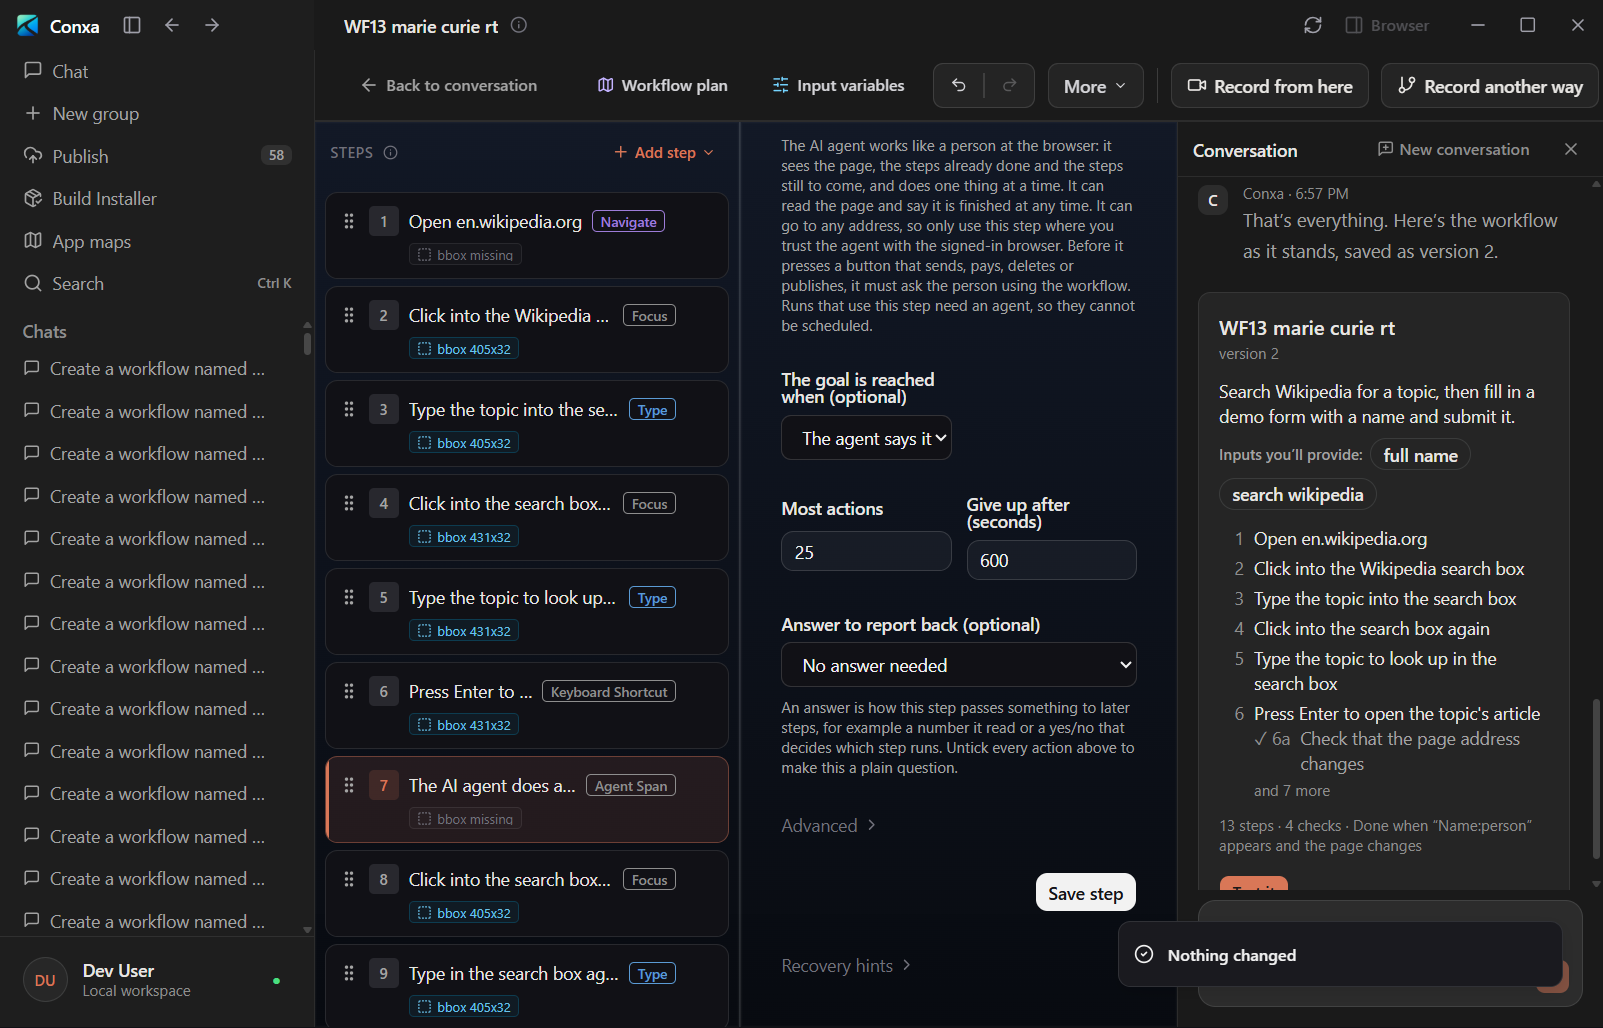 Conxa
WF13 marie curie rt
Browser
Chat
New group
Publish
58
Build Installer
App maps
Search
Ctrl K
Chats
Create a workflow named ...
Create a workflow named ...
Create a workflow named ...
Create a workflow named ...
Create a workflow named ...
Create a workflow named ...
Create a workflow named ...
Create a workflow named ...
Create a workflow named ...
Create a workflow named ...
Create a workflow named ...
Create a workflow named ...
Create a workflow named ...
Create a workflow named ...
DU
Dev User
Local workspace
Back to conversation
Workflow plan
Input variables
More
Record from here
Record another way
STEPS
Add step
1 Open en.wikipedia.org Navigate
bbox missing
2 Click into the Wikipedia ... Focus
bbox 405x32
3 Type the topic into the se... Type
bbox 405x32
4 Click into the search box... Focus
bbox 431x32
5 Type the topic to look up... Type
bbox 431x32
6 Press Enter to ... Keyboard Shortcut
bbox 431x32
7 The AI agent does a... Agent Span
bbox missing
8 Click into the search box... Focus
bbox 405x32
9 Type in the search box ag... Type
bbox 405x32
The AI agent works like a person at the browser: it
sees the page, the steps already done and the steps
still to come, and does one thing at a time. It can
read the page and say it is finished at any time. It can
go to any address, so only use this step where you
trust the agent with the signed-in browser. Before it
presses a button that sends, pays, deletes or
publishes, it must ask the person using the workflow.
Runs that use this step need an agent, so they cannot
be scheduled.
The goal is reached
when (optional)
The agent says it
Most actions
25
Give up after
(seconds)
600
Answer to report back (optional)
No answer needed
An answer is how this step passes something to later
steps, for example a number it read or a yes/no that
decides which step runs. Untick every action above to
make this a plain question.
Advanced
Save step
Recovery hints
Conversation
New conversation
C
Conxa · 6:57 PM
That's everything. Here's the workflow
as it stands, saved as version 2.
WF13 marie curie rt
version 2
Search Wikipedia for a topic, then fill in a
demo form with a name and submit it.
Inputs you'll provide: full name
search wikipedia
1 Open en.wikipedia.org
2 Click into the Wikipedia search box
3 Type the topic into the search box
4 Click into the search box again
5 Type the topic to look up in the
search box
6 Press Enter to open the topic's article
✓ 6a Check that the page address
changes
and 7 more
13 steps · 4 checks · Done when “Name:person”
appears and the page changes
Nothing changed